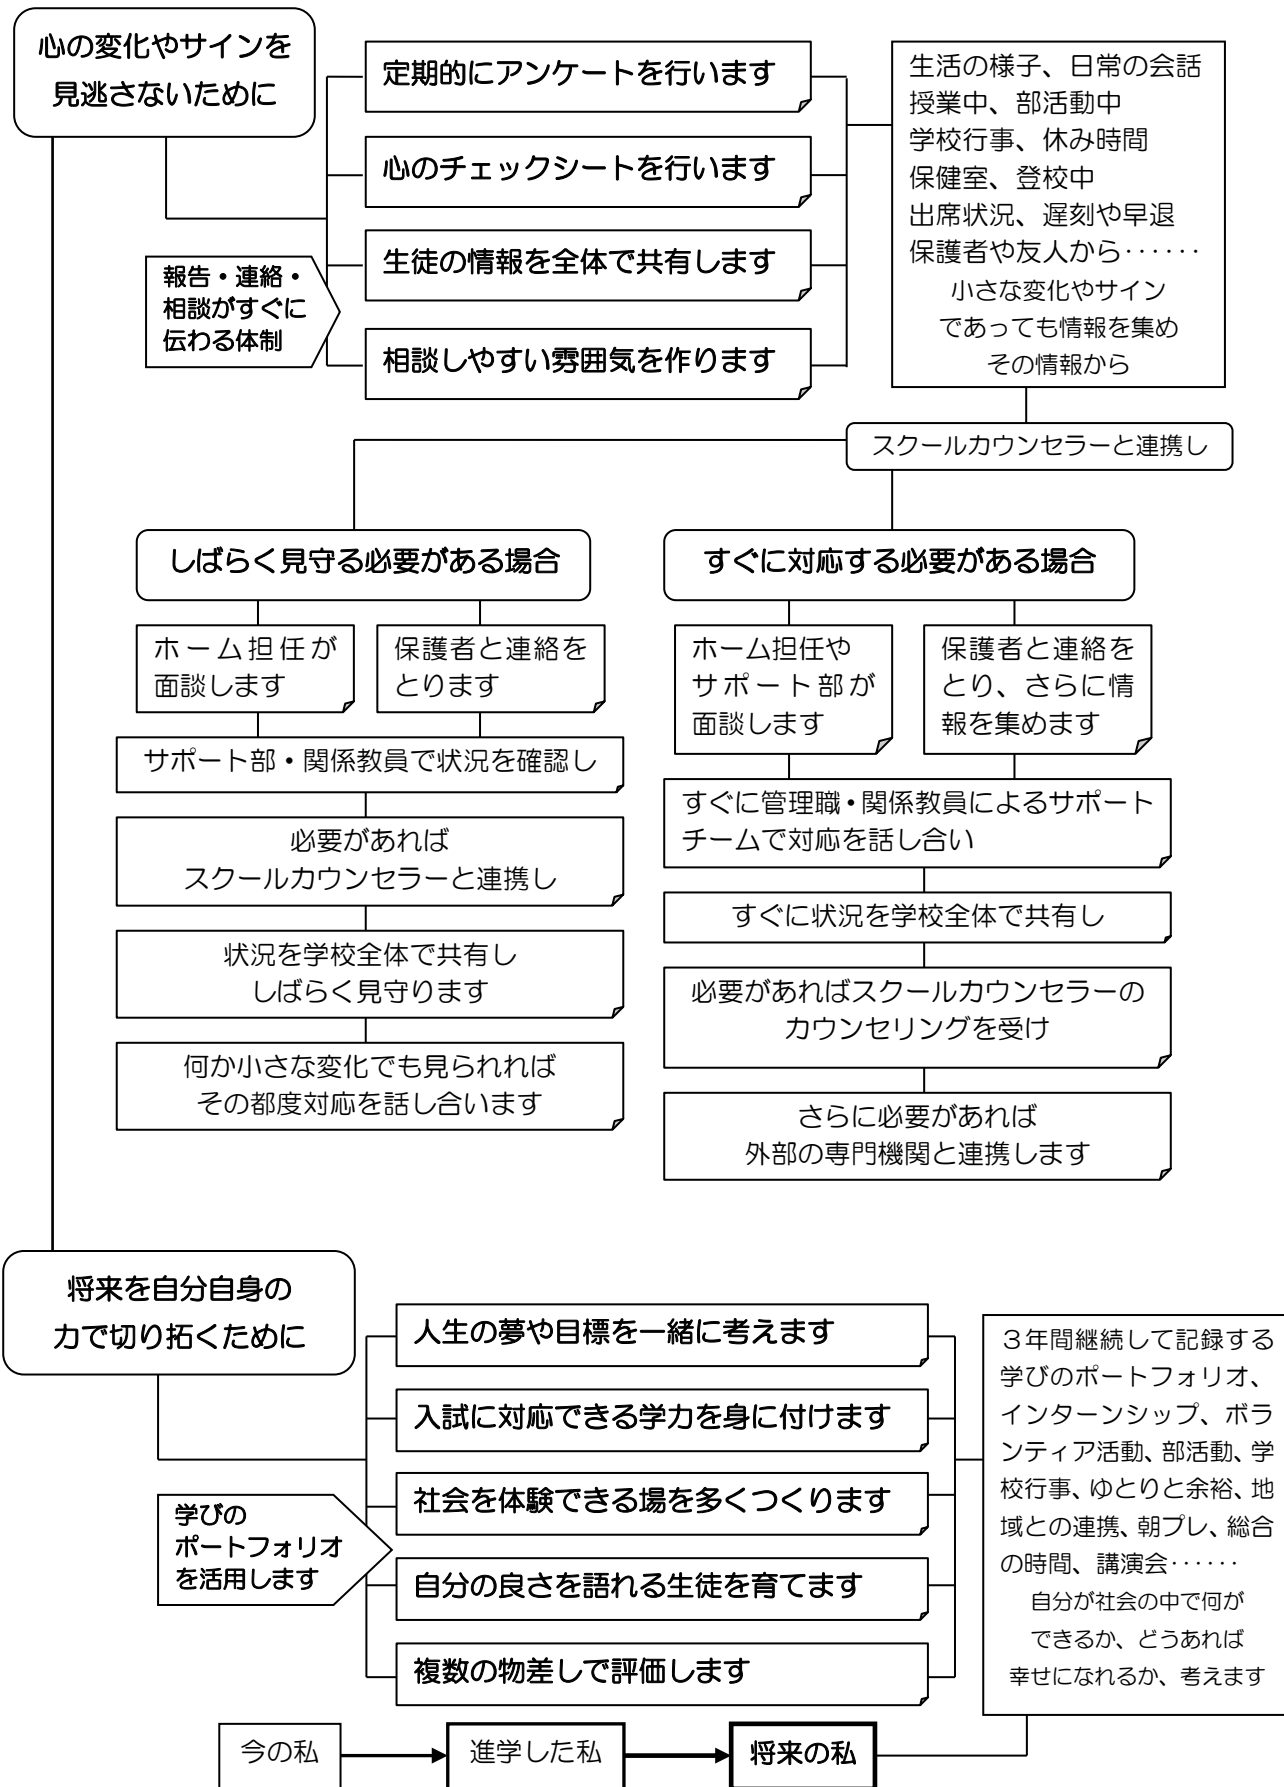 心の変化やサインを
見逃さないために
定期的にアンケートを行います
心のチェックシートを行います
生徒の情報を全体で共有します
相談しやすい雰囲気を作ります
報告・連絡・
相談がすぐに
伝わる体制
生活の様子、日常の会話
授業中、部活動中
学校行事、休み時間
保健室、登校中
出席状況、遅刻や早退
保護者や友人から‥‥‥
小さな変化やサイン
であっても情報を集め
その情報から
スクールカウンセラーと連携し
しばらく見守る必要がある場合
ホーム担任が
面談します
保護者と連絡を
とります
サポート部・関係教員で状況を確認し
必要があれば
スクールカウンセラーと連携し
状況を学校全体で共有し
しばらく見守ります
何か小さな変化でも見られれば
その都度対応を話し合います
すぐに対応する必要がある場合
ホーム担任や
サポート部が
面談します
保護者と連絡を
とり、さらに情
報を集めます
すぐに管理職・関係教員によるサポート
チームで対応を話し合い
すぐに状況を学校全体で共有し
必要があればスクールカウンセラーの
カウンセリングを受け
さらに必要があれば
外部の専門機関と連携します
将来を自分自身の
力で切り拓くために
人生の夢や目標を一緒に考えます
入試に対応できる学力を身に付けます
社会を体験できる場を多くつくります
自分の良さを語れる生徒を育てます
複数の物差しで評価します
学びの
ポートフォリオ
を活用します
３年間継続して記録する
学びのポートフォリオ、
インターンシップ、ボラ
ンティア活動、部活動、学
校行事、ゆとりと余裕、地
域との連携、朝プレ、総合
の時間、講演会‥‥‥
自分が社会の中で何が
できるか、どうあれば
幸せになれるか、考えます
今の私
進学した私
将来の私